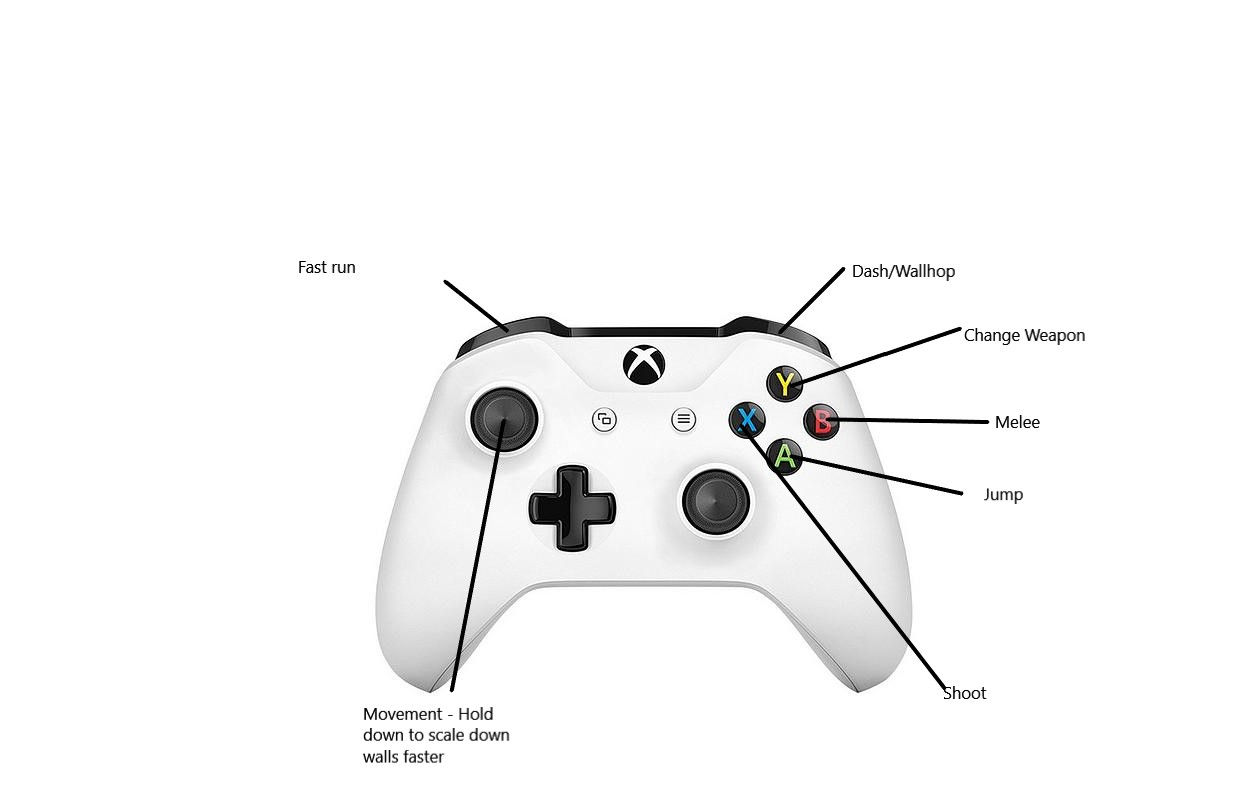 Fast run
Dash/Wallhop
Change Weapon
Y
X
B
Melee
A
Jump
Shoot
Movement - Hold
down to scale down
walls faster